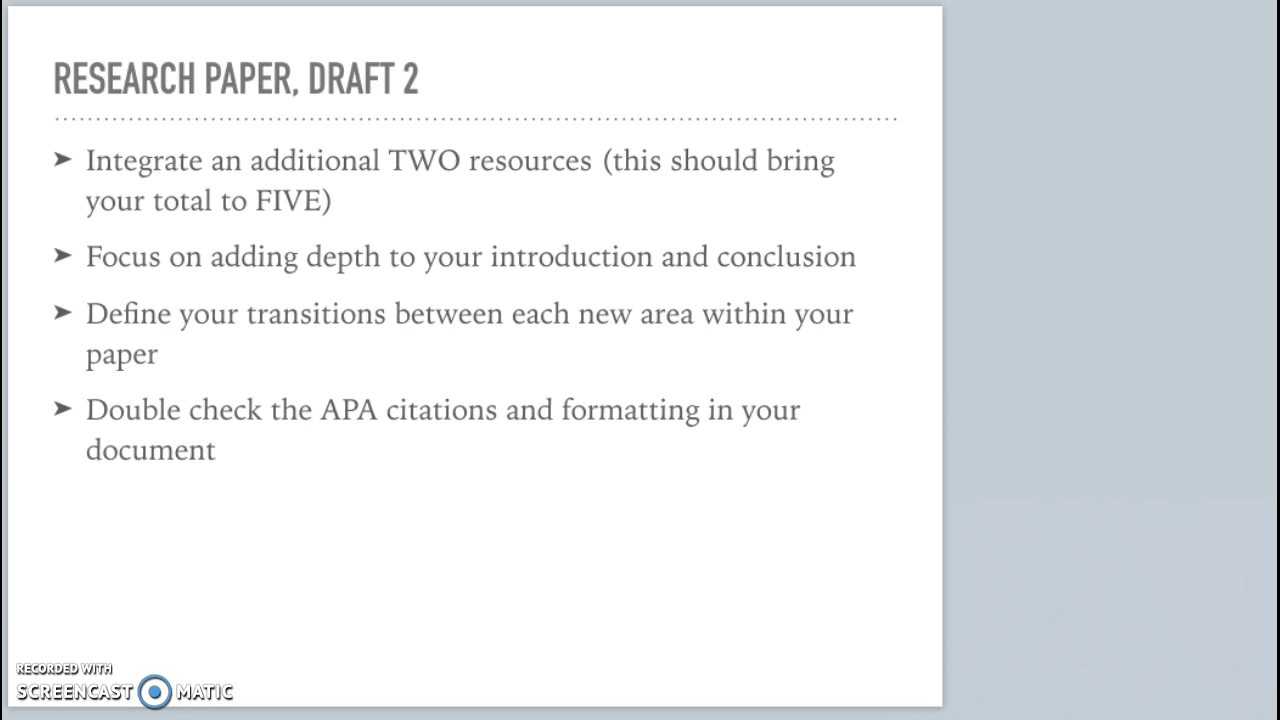 RESEARCH PAPER, DRAFT 2
➤ Integrate an additional TWO resources (this should bring
your total to FIVE)
➤ Focus on adding depth to your introduction and conclusion
➤ Define your transitions between each new area within your
paper
➤ Double check the APA citations and formatting in your
document
RECORDED WITH
SCREENCAST MATIC